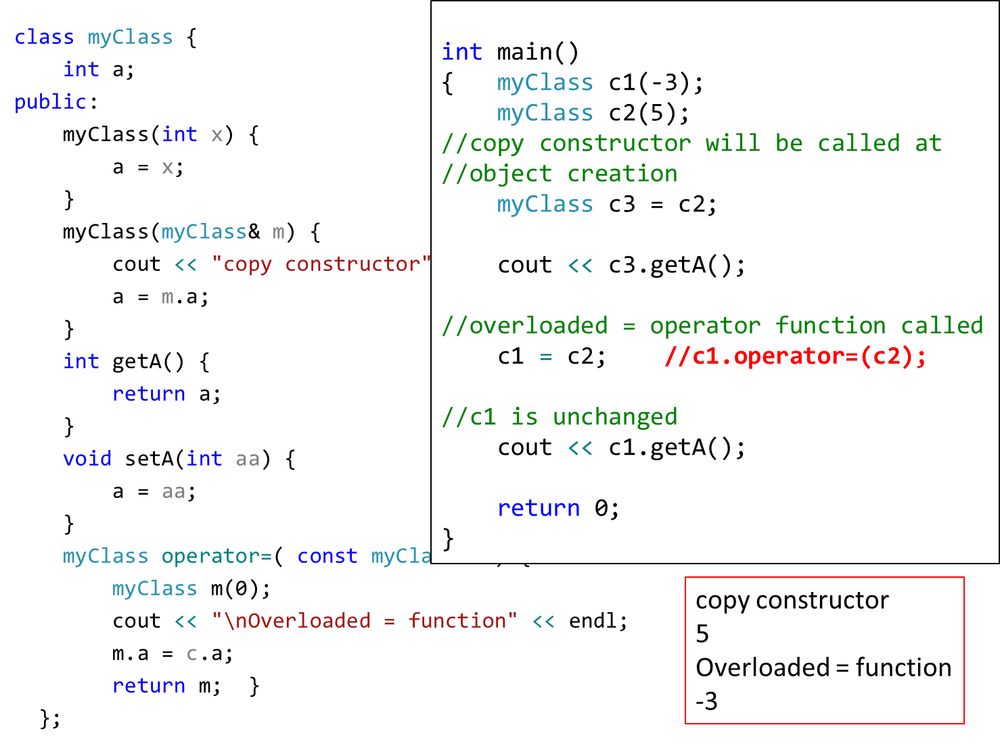 class myClass {
int a;
public:
myClass(int x) {
a = x;
}
myClass(myClass& m) {
cout << "copy constructor"
a = m.a;
}
int getA() {
return a;
}
void setA(int aa) {
a = aa;
}
myClass operator=( const
myClass m(0);
cout << "\nOverloaded = function" << endl;
m.a = c.a;
return m; }
};
int main()
{ myClass c1(-3);
myClass c2(5);
//copy constructor will be called at
//object creation
myClass c3 = c2;
cout << c3.getA();
//overloaded = operator function called
c1 = c2; //c1.operator=(c2);
//c1 is unchanged
cout << c1.getA();
return 0;
}
copy constructor
5
Overloaded = function
-3